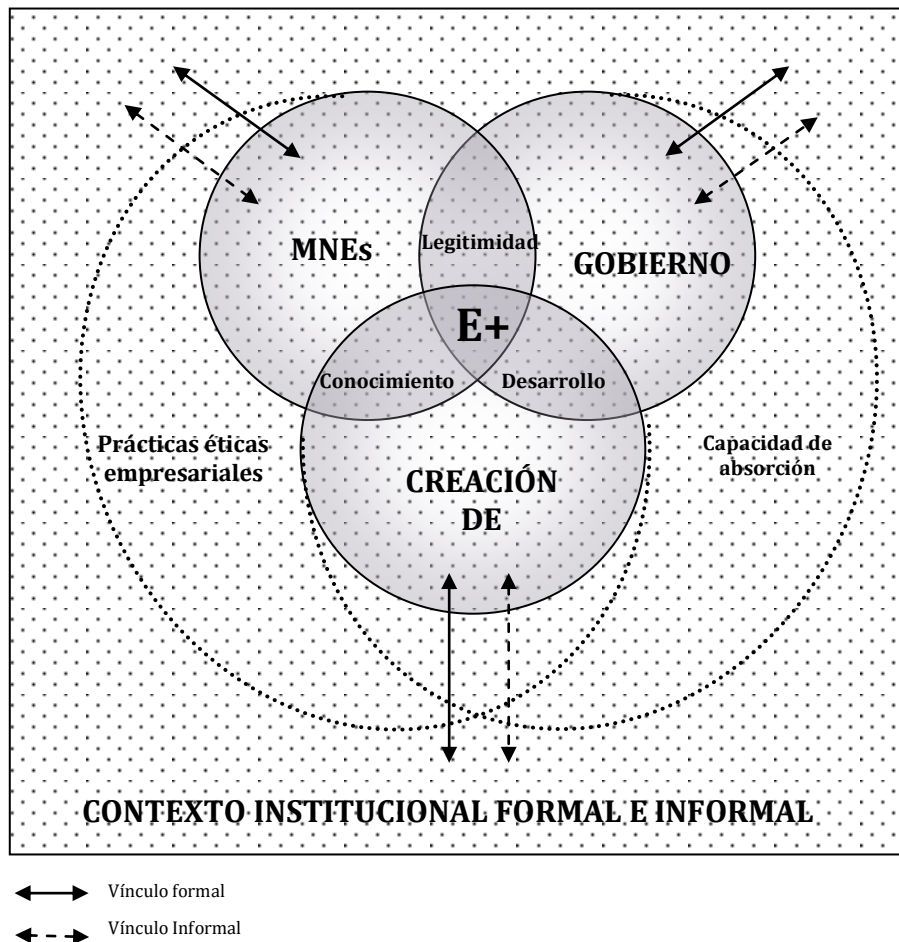 MNEs
Legitimidad
GOBIERNO
E+
Conocimiento
Desarrollo
Prácticas éticas
empresariales
Capacidad de
absorción
CREACIÓN
DE
CONTEXTO INSTITUCIONAL FORMAL E INFORMAL
Vínculo formal
Vínculo Informal